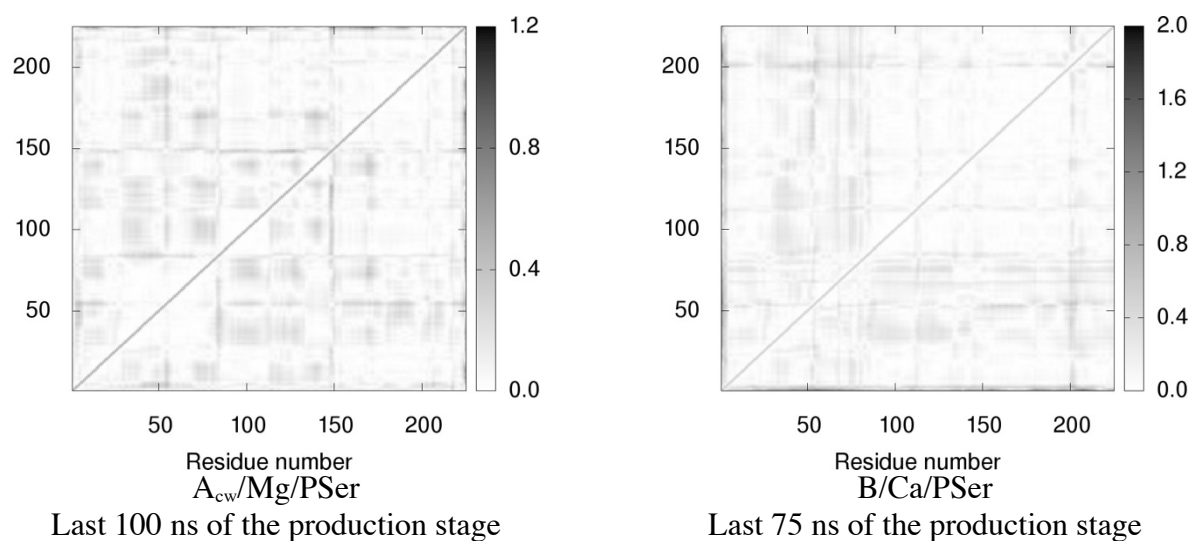 1.2
200
150
100
50
0.8
0.4
0.0
50 100 150 200
Residue number
A_cw/Mg/PSer
Last 100 ns of the production stage
2.0
200
150
100
50
1.6
1.2
0.8
0.4
0.0
50 100 150 200
Residue number
B/Ca/PSer
Last 75 ns of the production stage